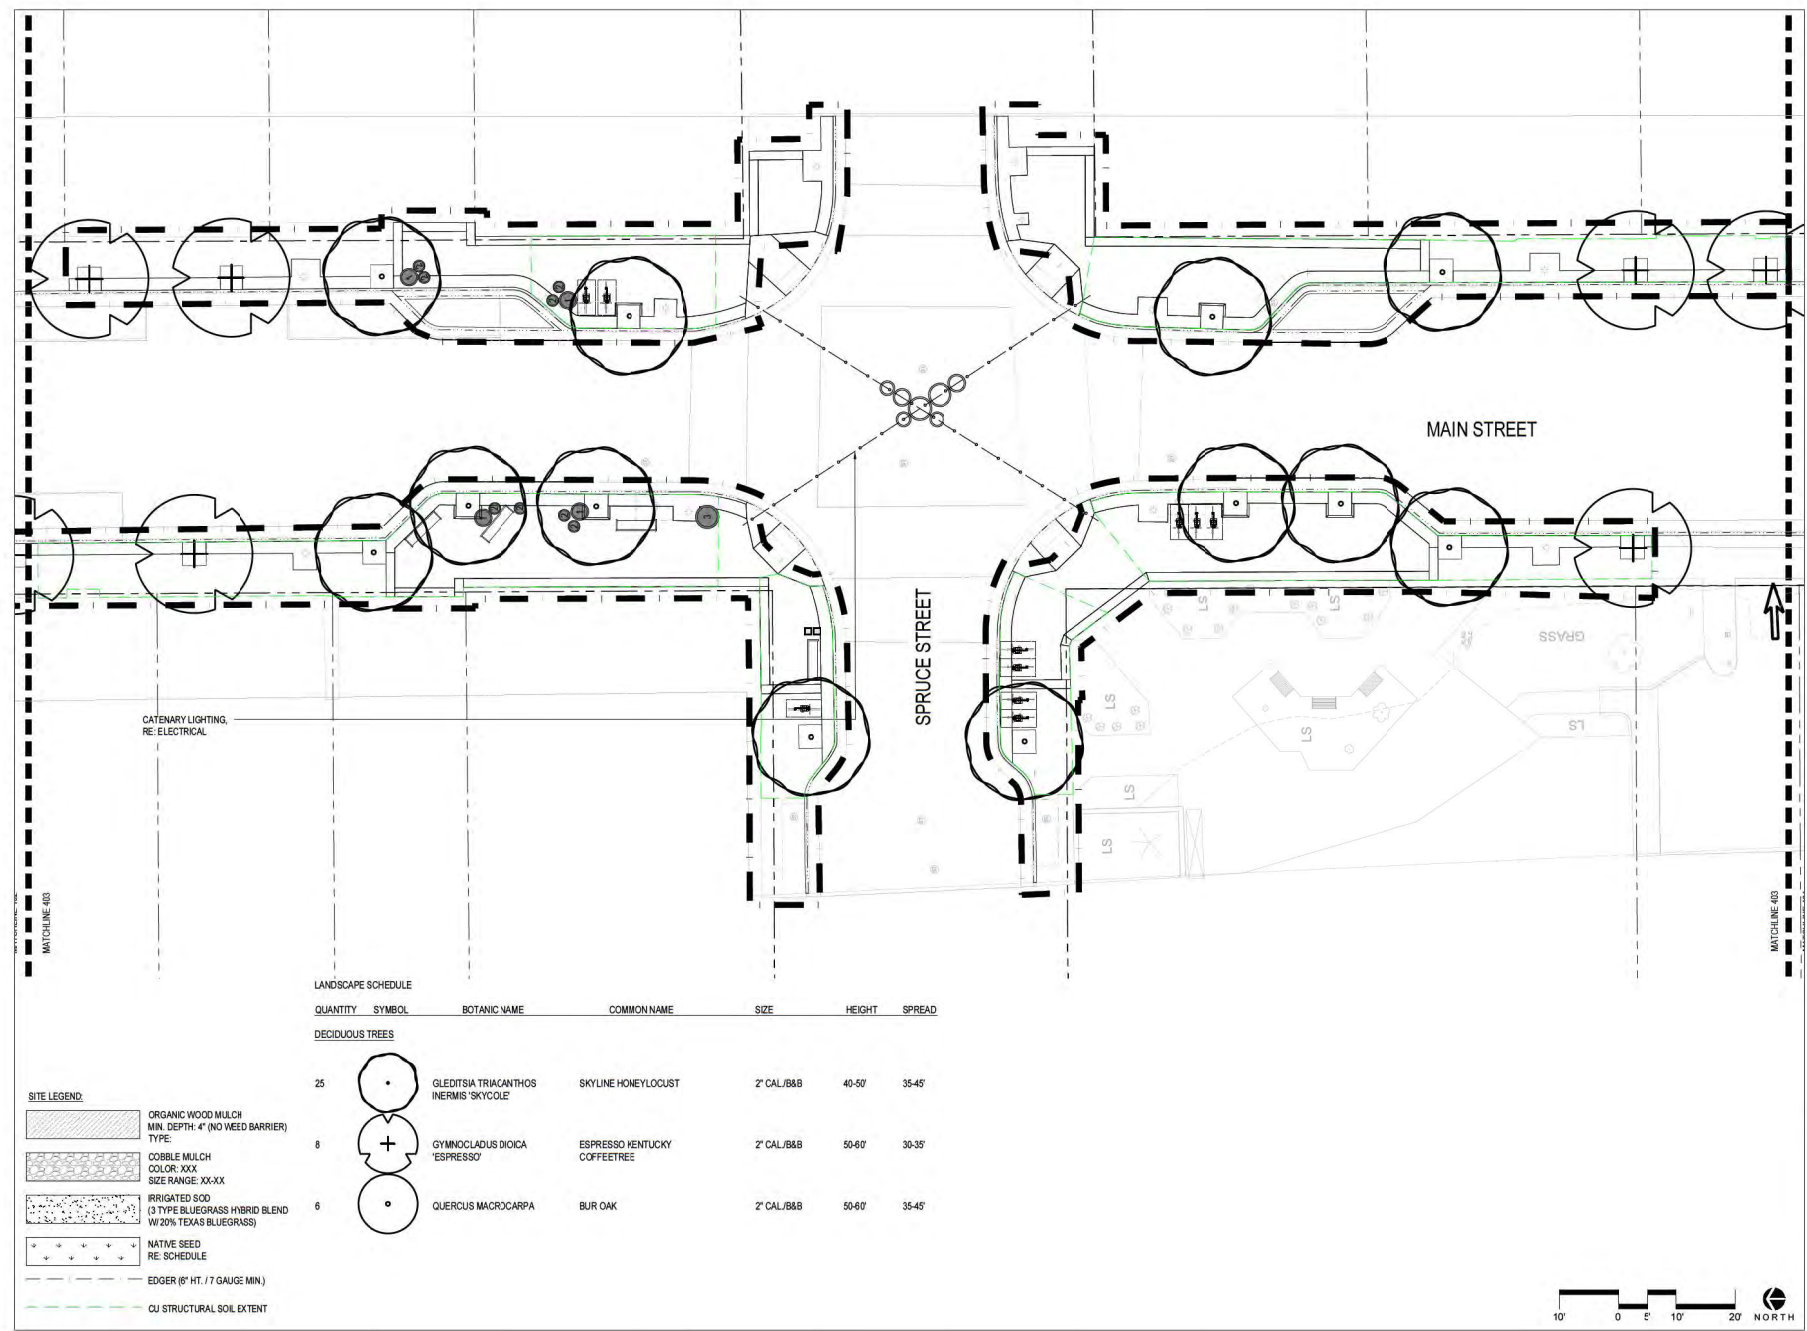 MAIN STREET
LS
LS
GRASS
SPRUCE STREET
LS
LS
LS
CATENARY LIGHTING,
RE: ELECTRICAL
LS
LS
MATCHLINE 403
MATCHLINE 403
LANDSCAPE SCHEDULE
QUANTITY SYMBOL BOTANIC NAME COMMON NAME SIZE HEIGHT SPREAD
DECIDUOUS TREES
25 GLEDITSIA TRIACANTHOS SKYLINE HONEYLOCUST 2" CAL./B&B 40-50' 35-45'
INERMIS 'SKYCOLE'
8 GYMNOCLADUS DIOICA ESPRESSO KENTUCKY 2" CAL./B&B 50-60' 30-35'
'ESPRESSO' COFFEETREE
6 QUERCUS MACROCARPA BUR OAK 2" CAL./B&B 50-60' 35-45'
SITE LEGEND:
ORGANIC WOOD MULCH
MIN. DEPTH: 4" (NO WEED BARRIER)
TYPE:
COBBLE MULCH
COLOR: XXX
SIZE RANGE: XX-XX
IRRIGATED SOD
(3 TYPE BLUEGRASS HYBRID BLEND
W/ 20% TEXAS BLUEGRASS)
NATIVE SEED
RE: SCHEDULE
EDGER (6" HT. / 7 GAUGE MIN.)
CU STRUCTURAL SOIL EXTENT
10' 0 5' 10' 20' NORTH